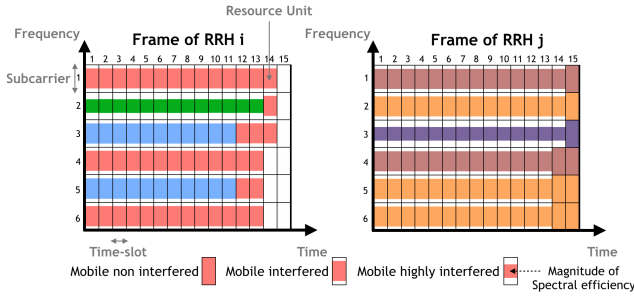 Resource Unit
Frequency
Frame of RRH i
1 2 3 4 5 6 7 8 9 10 11 12 13 14 15
Subcarrier
1
2
3
4
5
6
Time-slot
Time
Frequency
Frame of RRH j
1 2 3 4 5 6 7 8 9 10 11 12 13 14 15
1
2
3
4
5
6
Time
Mobile non interfered
Mobile interfered
Mobile highly interfered
Magnitude of
Spectral efficiency